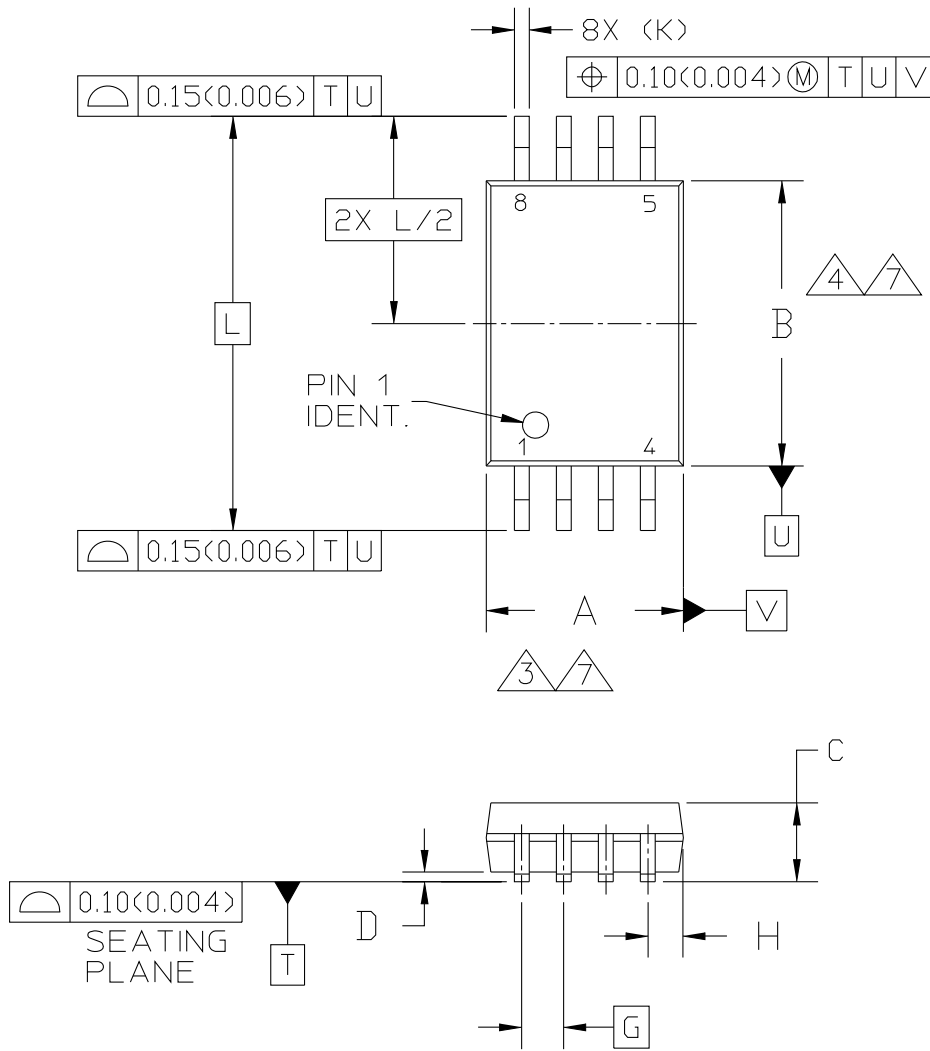 8X (K)
⌖ 0.10(0.004) Ⓜ T U V
⌓ 0.15(0.006) T U
8 5
2X L/2
4 7
L
B
PIN 1
IDENT.
1 4
U
⌓ 0.15(0.006) T U
A
V
3 7
C
⌓ 0.10(0.004)
D
H
SEATING
PLANE
T
G